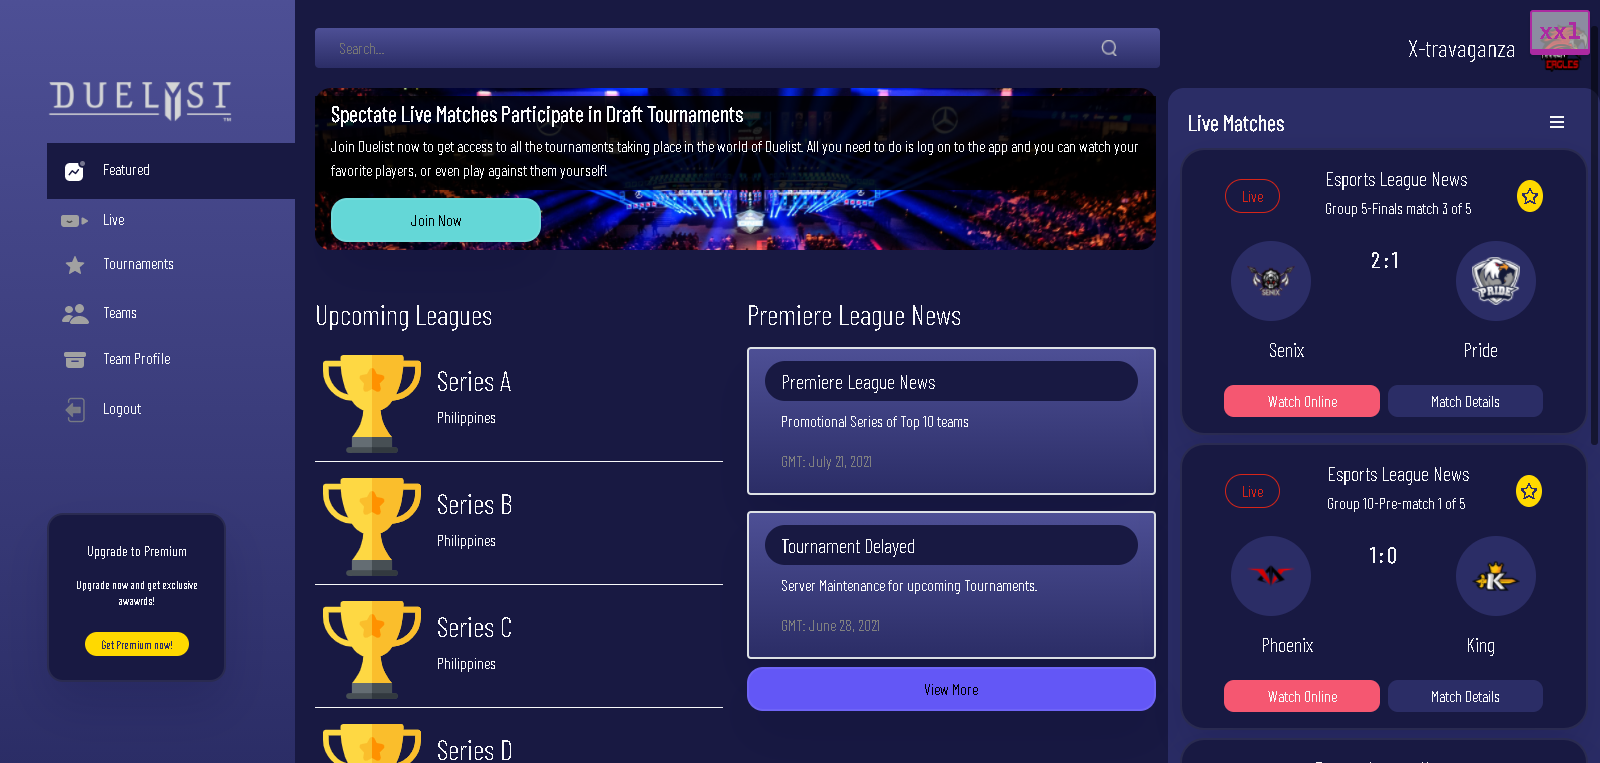 DUELYST
™
Featured
Live
Tournaments
Teams
Team Profile
Logout
Upgrade to Premium
Upgrade now and get exclusive
awawrds!
Get Premium now!
Search...
Spectate Live Matches Participate in Draft Tournaments
Join Duelist now to get access to all the tournaments taking place in the world of Duelist. All you need to do is log on to the app and you can watch your
favorite players, or even play against them yourself!
Join Now
Upcoming Leagues
Series A
Philippines
Series B
Philippines
Series C
Philippines
Series D
Premiere League News
Premiere League News
Promotional Series of Top 10 teams
GMT: July 21, 2021
Tournament Delayed
Server Maintenance for upcoming Tournaments.
GMT: June 28, 2021
View More
X-travaganza
xxl
EAGLES
Live Matches
Live
Esports League News
Group 5-Finals match 3 of 5
2 : 1
SENIX
PRIDE
Senix
Pride
Watch Online
Match Details
Live
Esports League News
Group 10-Pre-match 1 of 5
1 : 0
K
Phoenix
King
Watch Online
Match Details